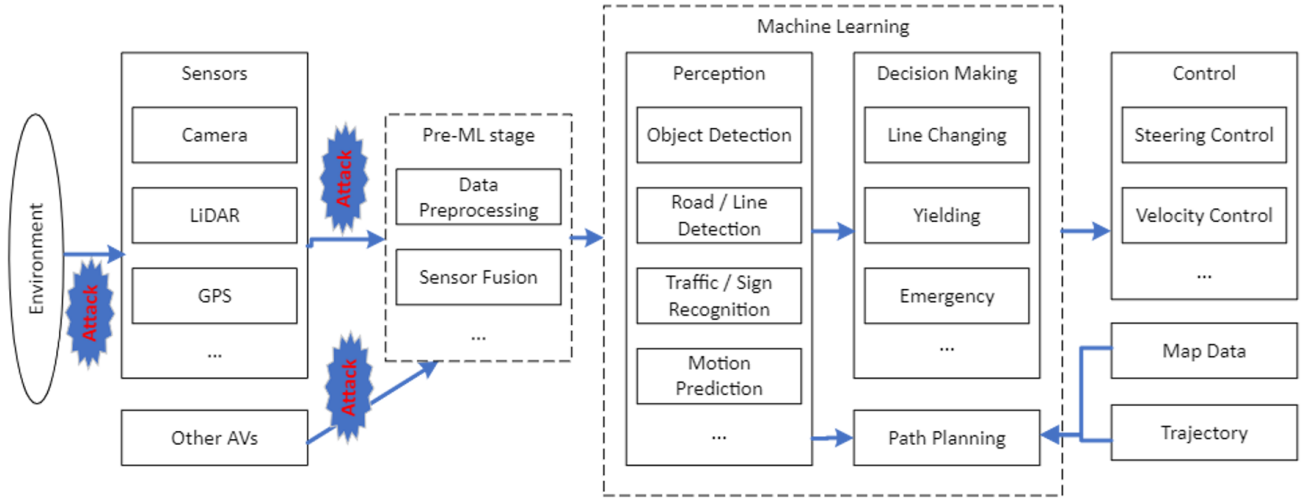 Environment
Attack
Sensors
Camera
LiDAR
GPS
...
Other AVs
Attack
Attack
Pre-ML stage
Data
Preprocessing
Sensor Fusion
...
Machine Learning
Perception
Object Detection
Road / Line
Detection
Traffic / Sign
Recognition
Motion
Prediction
...
Decision Making
Line Changing
Yielding
Emergency
...
Path Planning
Control
Steering Control
Velocity Control
...
Map Data
Trajectory